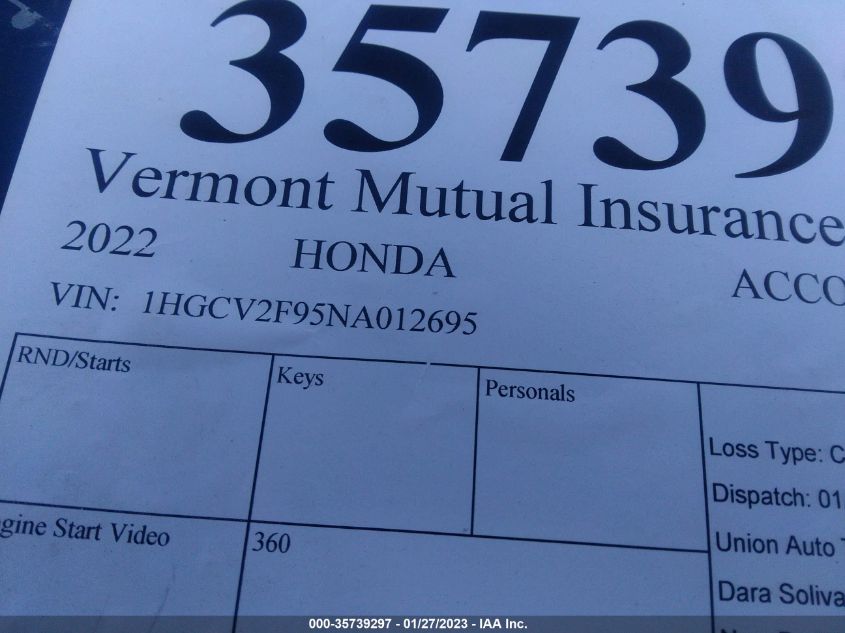 35739
Vermont Mutual Insurance
2022 HONDA ACCO
VIN: 1HGCV2F95NA012695
RND/Starts
Keys
Personals
Loss Type: C
Dispatch: 01
Union Auto
Dara Soliva
ngine Start Video
360
000-35739297 - 01/27/2023 - IAA Inc.